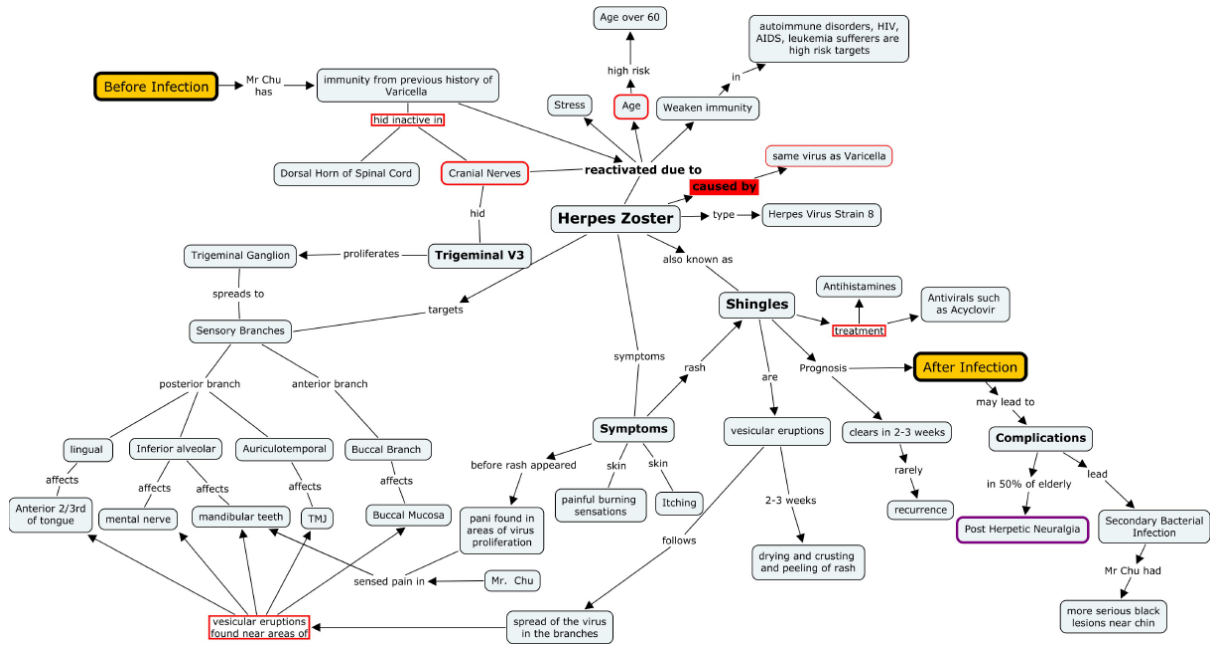 Age over 60
autoimmune disorders, HIV,
AIDS, leukemia sufferers are
high risk targets
high risk
in
Before Infection
Mr Chu
has
immunity from previous history of
Varicella
Stress
Age
Weaken immunity
hid inactive in
same virus as Varicella
Dorsal Horn of Spinal Cord
Cranial Nerves
reactivated due to
caused by
hid
Herpes Zoster
type
Herpes Virus Strain 8
Trigeminal Ganglion
proliferates
Trigeminal V3
also known as
spreads to
targets
Antihistamines
Shingles
Antivirals such
as Acyclovir
treatment
Sensory Branches
symptoms
rash
are
Prognosis
After Infection
posterior branch
anterior branch
may lead to
lingual
Inferior alveolar
Auriculotemporal
Buccal Branch
Symptoms
vesicular eruptions
clears in 2-3 weeks
Complications
before rash appeared
skin
skin
rarely
in 50% of elderly
lead
affects
affects
affects
affects
affects
Anterior 2/3rd
of tongue
mental nerve
mandibular teeth
TMJ
Buccal Mucosa
pani found in
areas of virus
proliferation
painful burning
sensations
Itching
2-3 weeks
recurrence
Post Herpetic Neuralgia
Secondary Bacterial
Infection
follows
drying and crusting
and peeling of rash
sensed pain in
Mr. Chu
Mr Chu had
vesicular eruptions
found near areas of
spread of the virus
in the branches
more serious black
lesions near chin